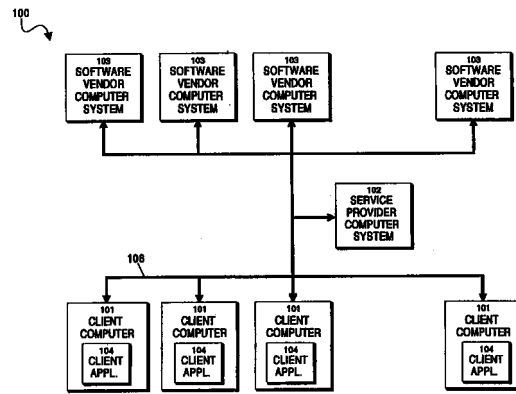 100
103
SOFTWARE
VENDOR
COMPUTER
SYSTEM
103
SOFTWARE
VENDOR
COMPUTER
SYSTEM
103
SOFTWARE
VENDOR
COMPUTER
SYSTEM
103
SOFTWARE
VENDOR
COMPUTER
SYSTEM
102
SERVICE
PROVIDER
COMPUTER
SYSTEM
106
101
CLIENT
COMPUTER
104
CLIENT
APPL.
101
CLIENT
COMPUTER
104
CLIENT
APPL.
101
CLIENT
COMPUTER
104
CLIENT
APPL.
101
CLIENT
COMPUTER
104
CLIENT
APPL.